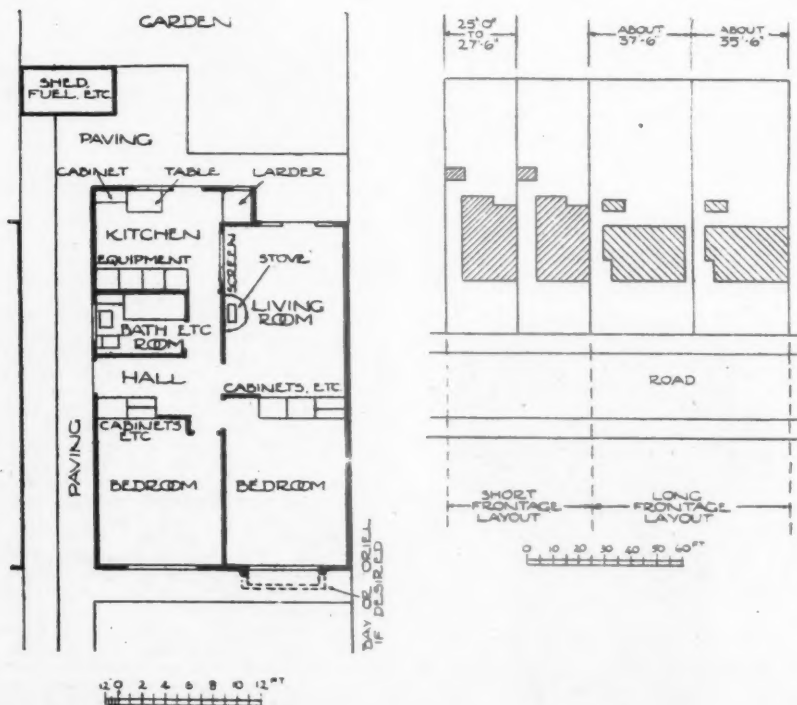 GARDEN
SHED,
FUEL, ETC
PAVING
CABINET
TABLE
LARDER
KITCHEN
EQUIPMENT
SCREEN
STOVE
LIVING
ROOM
BATH ETC
ROOM
HALL
CABINETS, ETC
CABINETS
ETC
PAVING
BEDROOM
BEDROOM
BAY OR ORIEL
IF DESIRED
12 0 2 4 6 8 10 12 FT
25'-0"
TO
27'-6"
ABOUT
37'-6"
ABOUT
35'-6"
ROAD
SHORT
FRONTAGE
LAYOUT
LONG
FRONTAGE
LAYOUT
0 10 20 30 40 50 60 FT